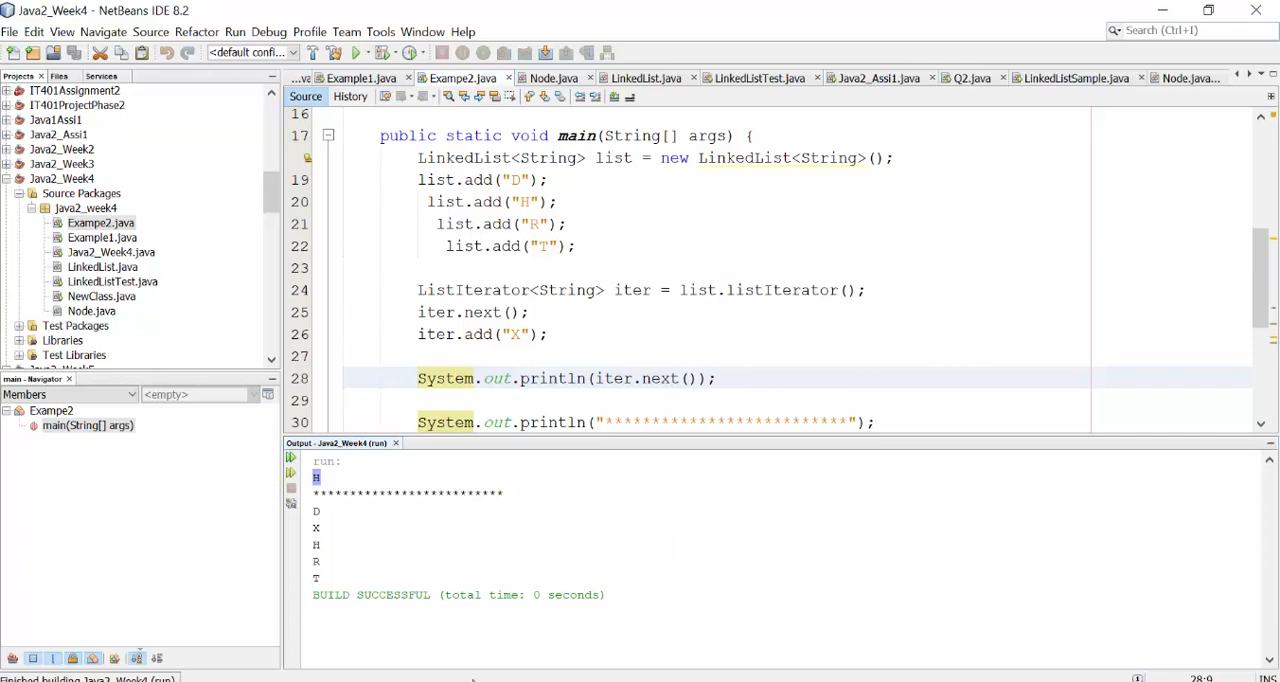 Java2_Week4 - NetBeans IDE 8.2
File Edit View Navigate Source Refactor Run Debug Profile Team Tools Window Help
Search (Ctrl+I)
<default confi...
Projects Files Services
...va Example1.java Exampe2.java Node.java LinkedList.java LinkedListTest.java Java2_Assi1.java Q2.java LinkedListSample.java Node.java...
IT401Assignment2
IT401ProjectPhase2
Java1Assi1
Java2_Assi1
Java2_Week2
Java2_Week3
Java2_Week4
Source Packages
java2_week4
Exampe2.java
Example1.java
Java2_Week4.java
LinkedList.java
LinkedListTest.java
NewClass.java
Node.java
Test Packages
Libraries
Test Libraries
main - Navigator
Members
<empty>
Exampe2
main(String[] args)
Source History
16
17 public static void main(String[] args) {
LinkedList<String> list = new LinkedList<String>();
19 list.add("D");
20 list.add("H");
21 list.add("R");
22 list.add("T");
23
24 ListIterator<String> iter = list.listIterator();
25 iter.next();
26 iter.add("X");
27
28 System.out.println(iter.next());
29
30 System.out.println("**************************");
Output - Java2_Week4 (run)
run:
H
**************************
D
X
H
R
T
BUILD SUCCESSFUL (total time: 0 seconds)
Finished building Java2_Week4 (run)
28:9 INS